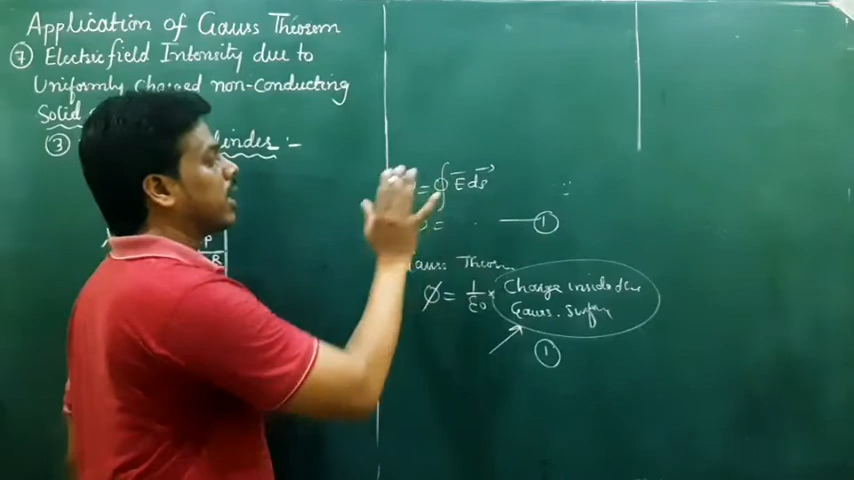 Application of Gauss Theorem
⑦ Electric field Intensity due to
Uniformly charged non-conducting
Solid
③
= ∮ E⃗ ds⃗
= — ①
Gauss Theorem
Ø = 1/ε0 × Charge inside the
Gauss. Surface
①
P
R